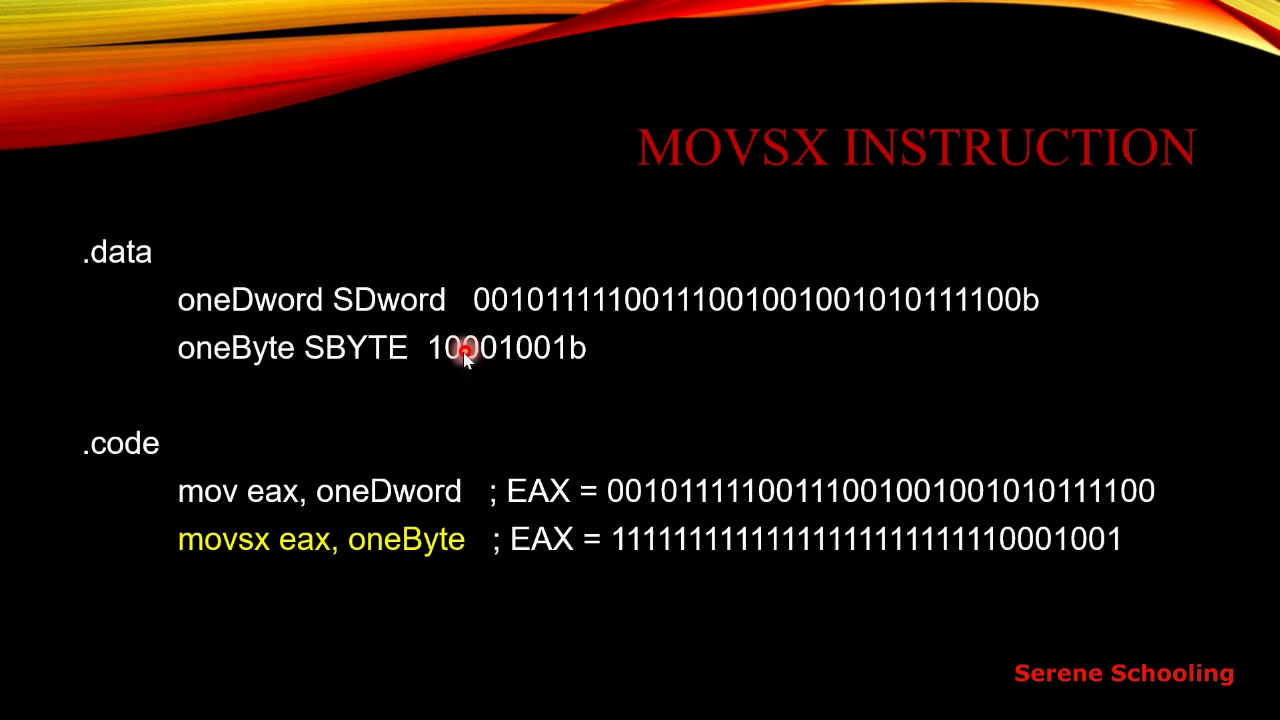 MOVSX INSTRUCTION
.data
oneDword SDword 00101111100111001001001010111100b
oneByte SBYTE 10001001b
.code
mov eax, oneDword ; EAX = 00101111100111001001001010111100
movsx eax, oneByte ; EAX = 11111111111111111111111110001001
Serene Schooling